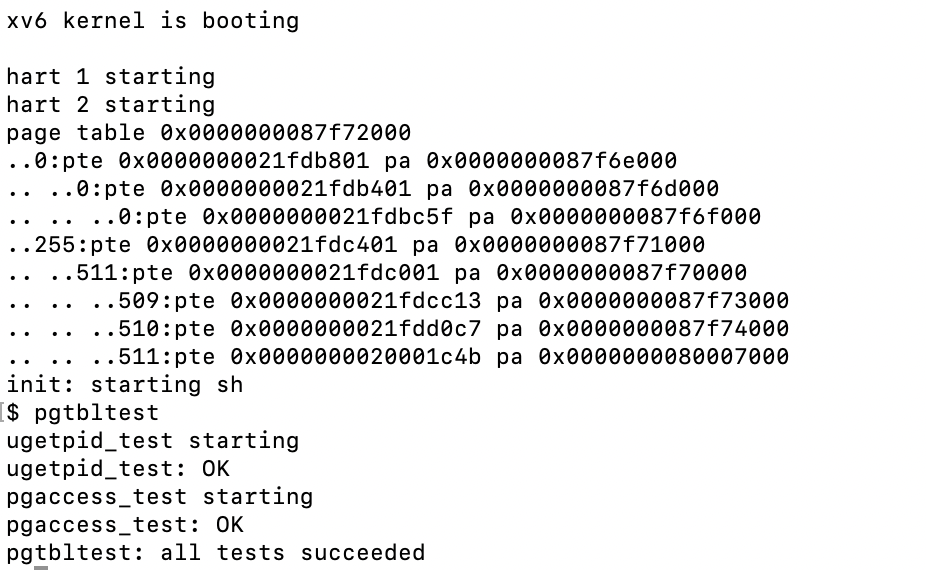 xv6 kernel is booting
hart 1 starting
hart 2 starting
page table 0x0000000087f72000
..0:pte 0x0000000021fdb801 pa 0x0000000087f6e000
.. ..0:pte 0x0000000021fdb401 pa 0x0000000087f6d000
.. .. ..0:pte 0x0000000021fdbc5f pa 0x0000000087f6f000
..255:pte 0x0000000021fdc401 pa 0x0000000087f71000
.. ..511:pte 0x0000000021fdc001 pa 0x0000000087f70000
.. .. ..509:pte 0x0000000021fdcc13 pa 0x0000000087f73000
.. .. ..510:pte 0x0000000021fdd0c7 pa 0x0000000087f74000
.. .. ..511:pte 0x0000000020001c4b pa 0x0000000080007000
init: starting sh
[$ pgtbltest
ugetpid_test starting
ugetpid_test: OK
pgaccess_test starting
pgaccess_test: OK
pgtbltest: all tests succeeded